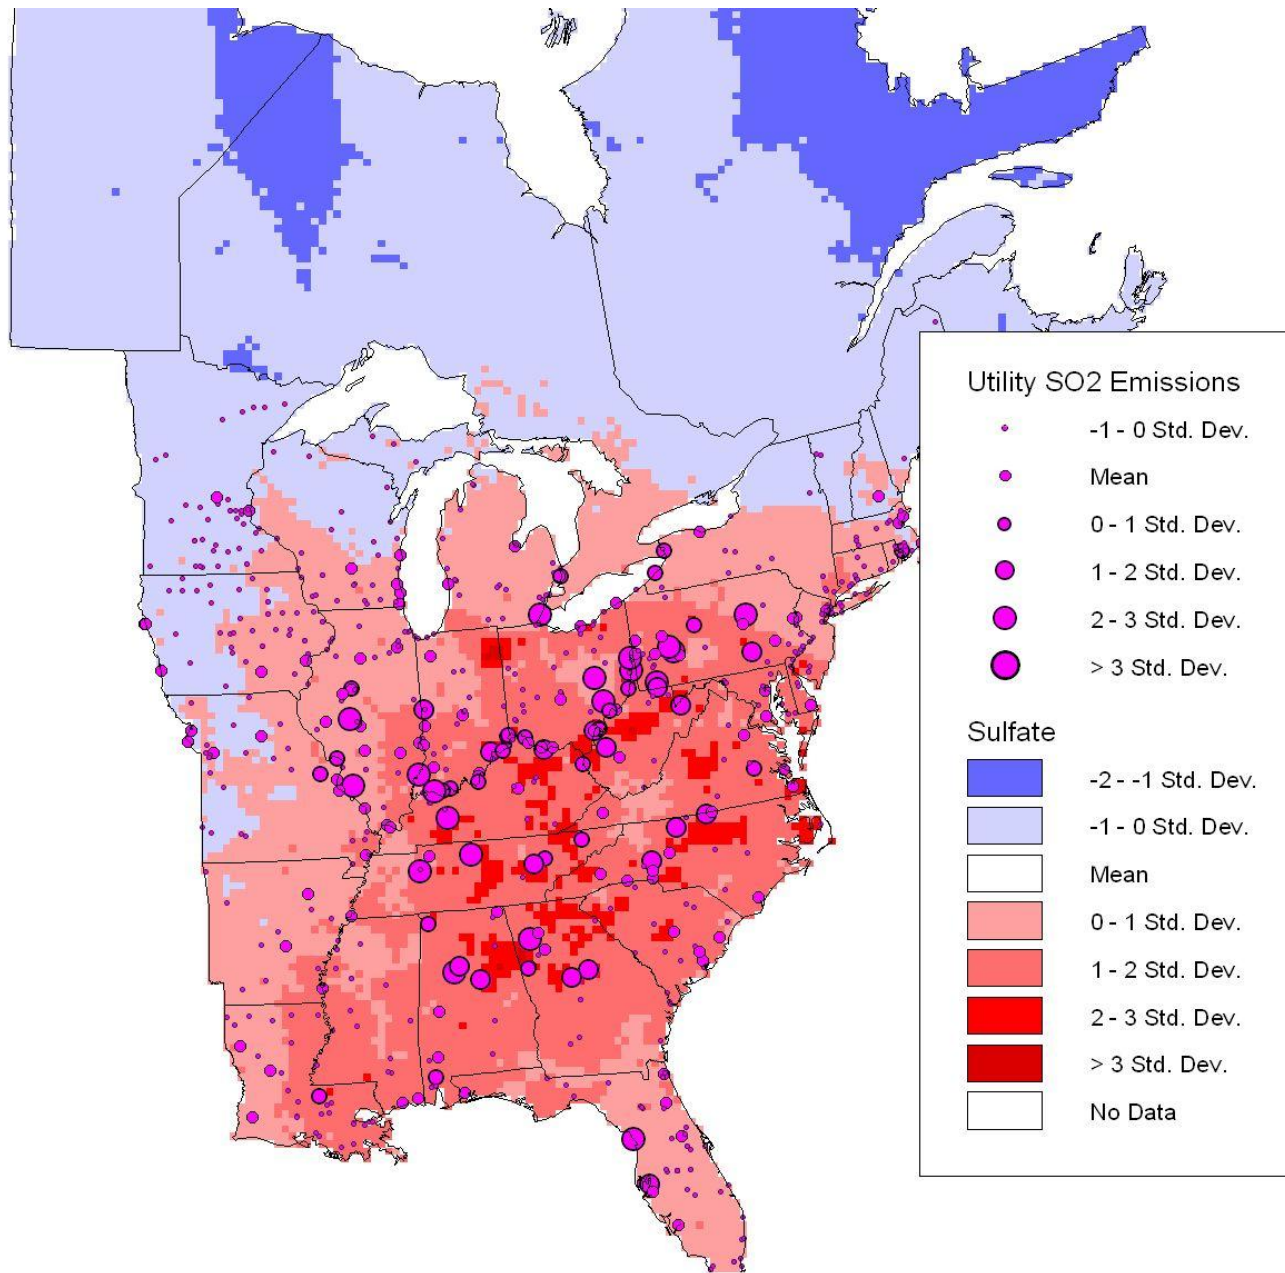 Utility SO2 Emissions
-1 - 0 Std. Dev.
Mean
0 - 1 Std. Dev.
1 - 2 Std. Dev.
2 - 3 Std. Dev.
> 3 Std. Dev.
Sulfate
-2 - -1 Std. Dev.
-1 - 0 Std. Dev.
Mean
0 - 1 Std. Dev.
1 - 2 Std. Dev.
2 - 3 Std. Dev.
> 3 Std. Dev.
No Data